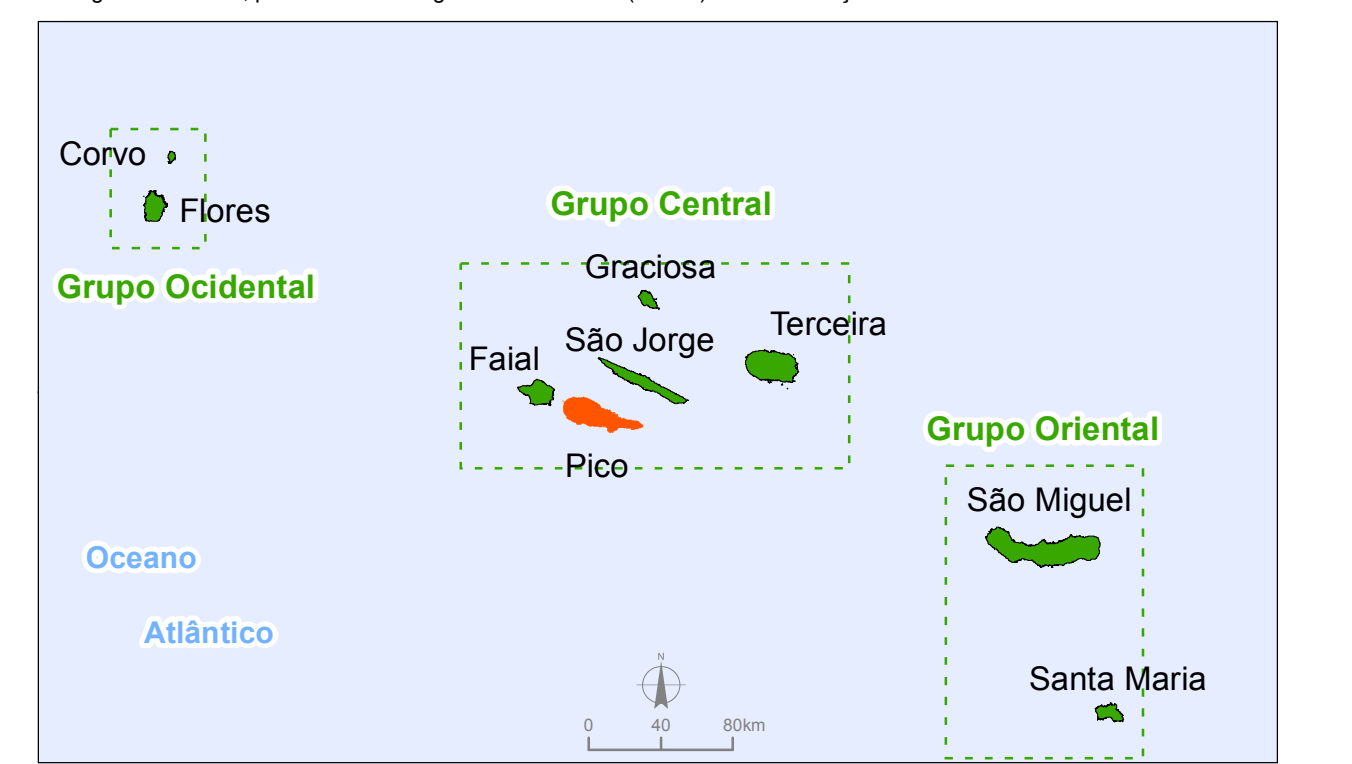 Corvo
Flores
Grupo Ocidental
Grupo Central
Graciosa
São Jorge
Terceira
Faial
Pico
Grupo Oriental
São Miguel
Santa Maria
Oceano
Atlântico
N
0 40 80km